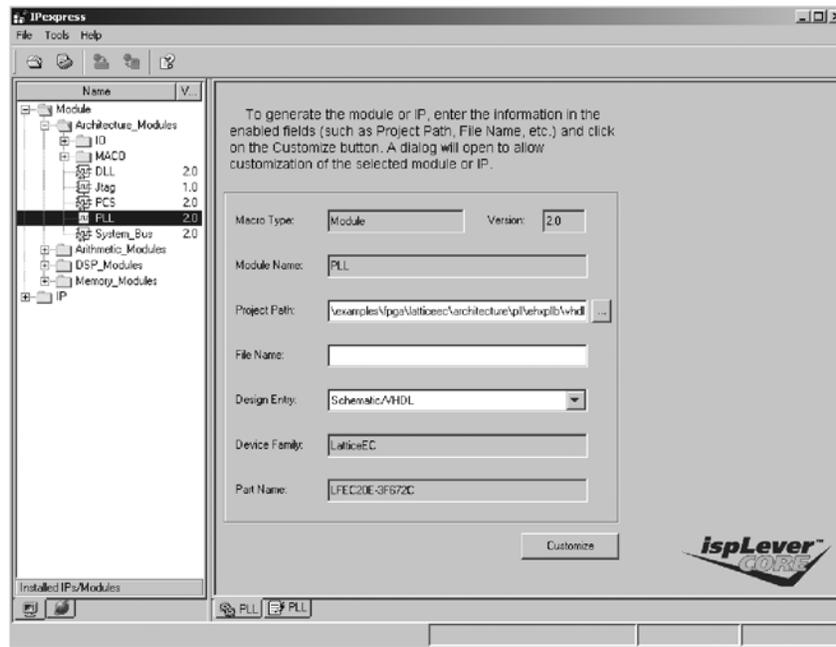 IPexpress
File Tools Help
Name V...
Module
Architecture_Modules
IO
MACO
DLL 2.0
Jtag 1.0
PCS 2.0
PLL 2.0
System_Bus 2.0
Arithmetic_Modules
DSP_Modules
Memory_Modules
IP
Installed IPs/Modules
To generate the module or IP, enter the information in the
enabled fields (such as Project Path, File Name, etc.) and click
on the Customize button. A dialog will open to allow
customization of the selected module or IP.
Macro Type: Module Version: 2.0
Module Name: PLL
Project Path: \examples\fpga\latticeec\architecture\pll\ehxpllb\vhdl ...
File Name:
Design Entry: Schematic/VHDL
Device Family: LatticeEC
Part Name: LFEC20E-3F672C
Customize
ispLever™
CORE
PLL PLL